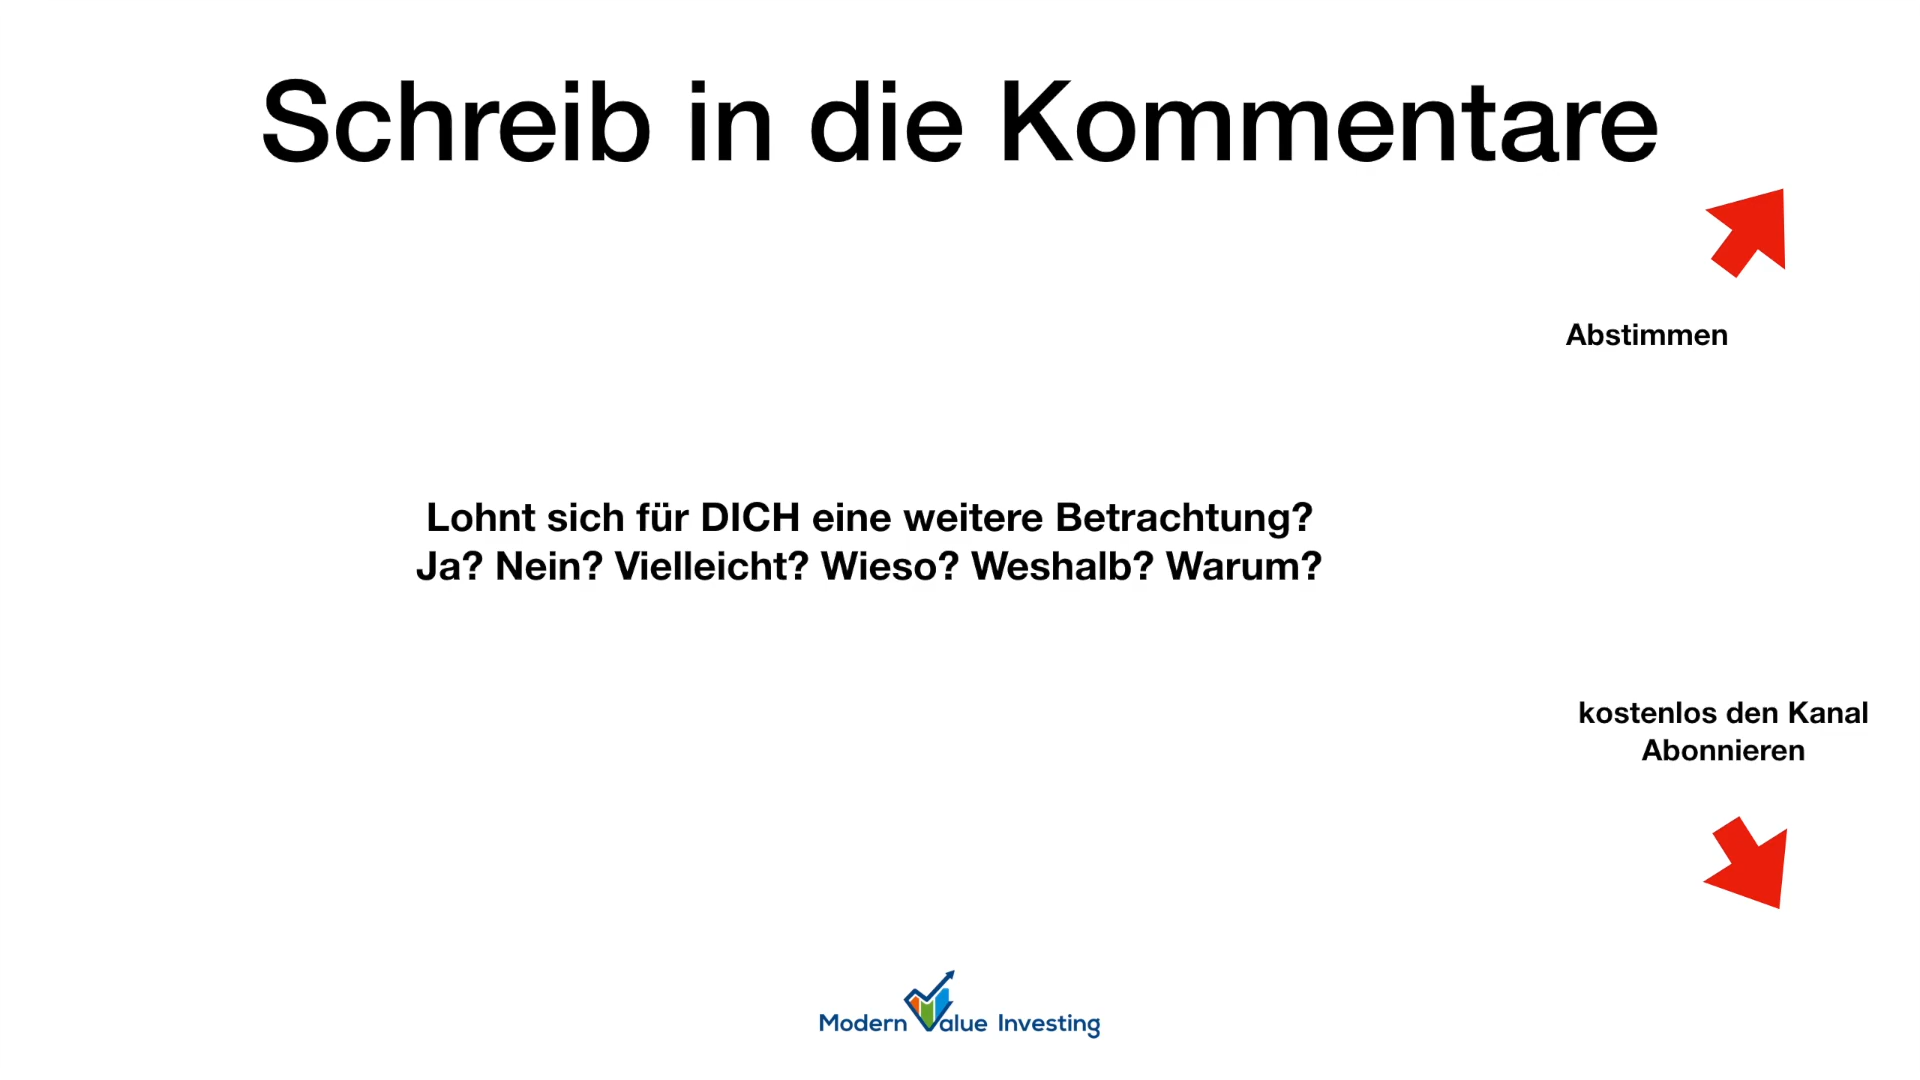 Schreib in die Kommentare
Abstimmen
Lohnt sich für DICH eine weitere Betrachtung?
Ja? Nein? Vielleicht? Wieso? Weshalb? Warum?
kostenlos den Kanal
Abonnieren
Modern Value Investing